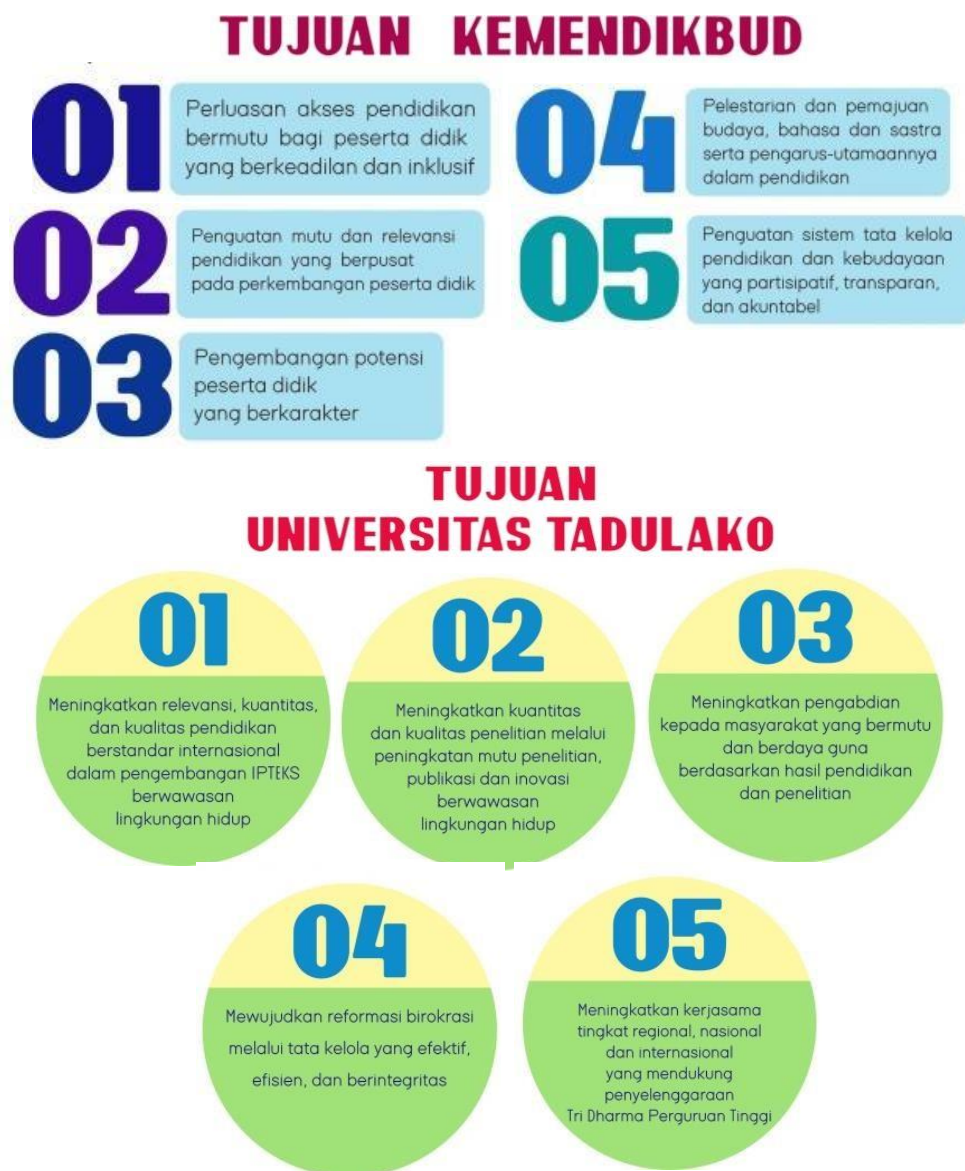 TUJUAN KEMENDIKBUD
01
Perluasan akses pendidikan
bermutu bagi peserta didik
yang berkeadilan dan inklusif
02
Penguatan mutu dan relevansi
pendidikan yang berpusat
pada perkembangan peserta didik
03
Pengembangan potensi
peserta didik
yang berkarakter
04
Pelestarian dan pemajuan
budaya, bahasa dan sastra
serta pengarus-utamaannya
dalam pendidikan
05
Penguatan sistem tata kelola
pendidikan dan kebudayaan
yang partisipatif, transparan,
dan akuntabel
TUJUAN
UNIVERSITAS TADULAKO
01
Meningkatkan relevansi, kuantitas,
dan kualitas pendidikan
berstandar internasional
dalam pengembangan IPTEKS
berwawasan
lingkungan hidup
02
Meningkatkan kuantitas
dan kualitas penelitian melalui
peningkatan mutu penelitian,
publikasi dan inovasi
berwawasan
lingkungan hidup
03
Meningkatkan pengabdian
kepada masyarakat yang bermutu
dan berdaya guna
berdasarkan hasil pendidikan
dan penelitian
04
Mewujudkan reformasi birokrasi
melalui tata kelola yang efektif,
efisien, dan berintegritas
05
Meningkatkan kerjasama
tingkat regional, nasional
dan internasional
yang mendukung
penyelenggaraan
Tri Dharma Perguruan Tinggi